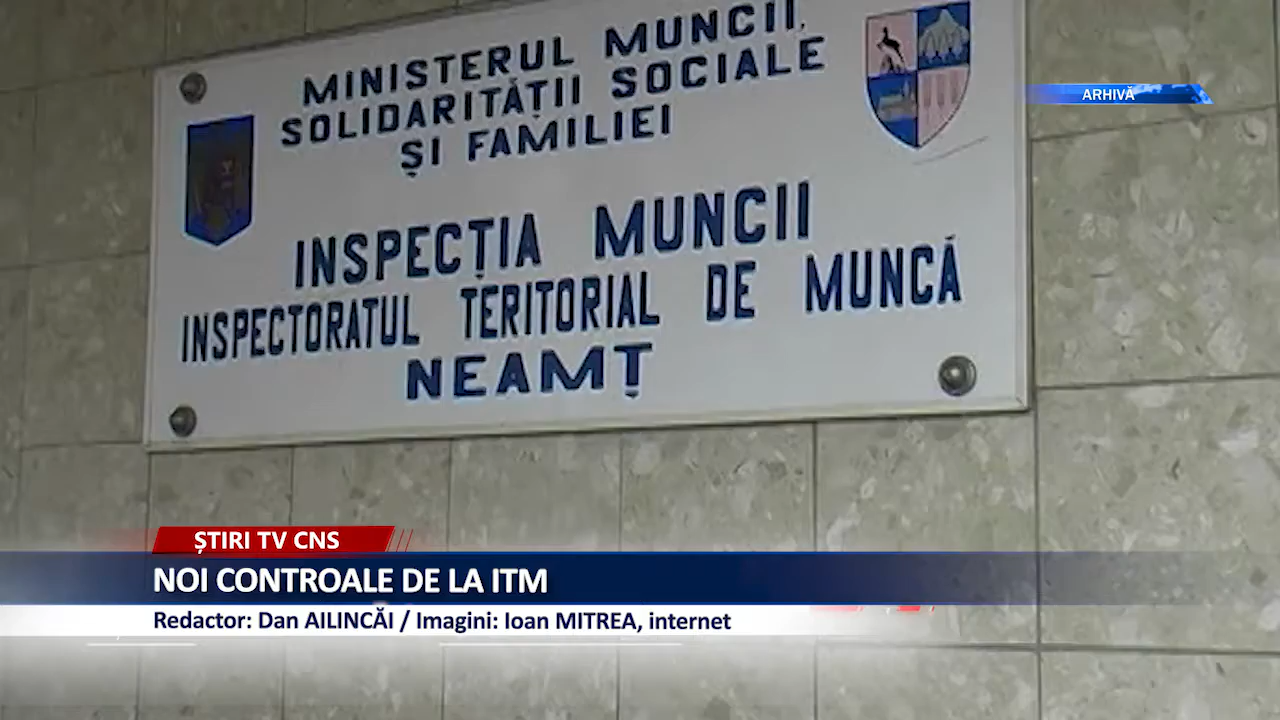 MINISTERUL MUNCII,
SOLIDARITĂȚII SOCIALE
ȘI FAMILIEI
INSPECȚIA MUNCII
INSPECTORATUL TERITORIAL DE MUNCĂ
NEAMȚ
ARHIVĂ
ȘTIRI TV CNS
NOI CONTROALE DE LA ITM
Redactor: Dan AILINCĂI / Imagini: Ioan MITREA, internet